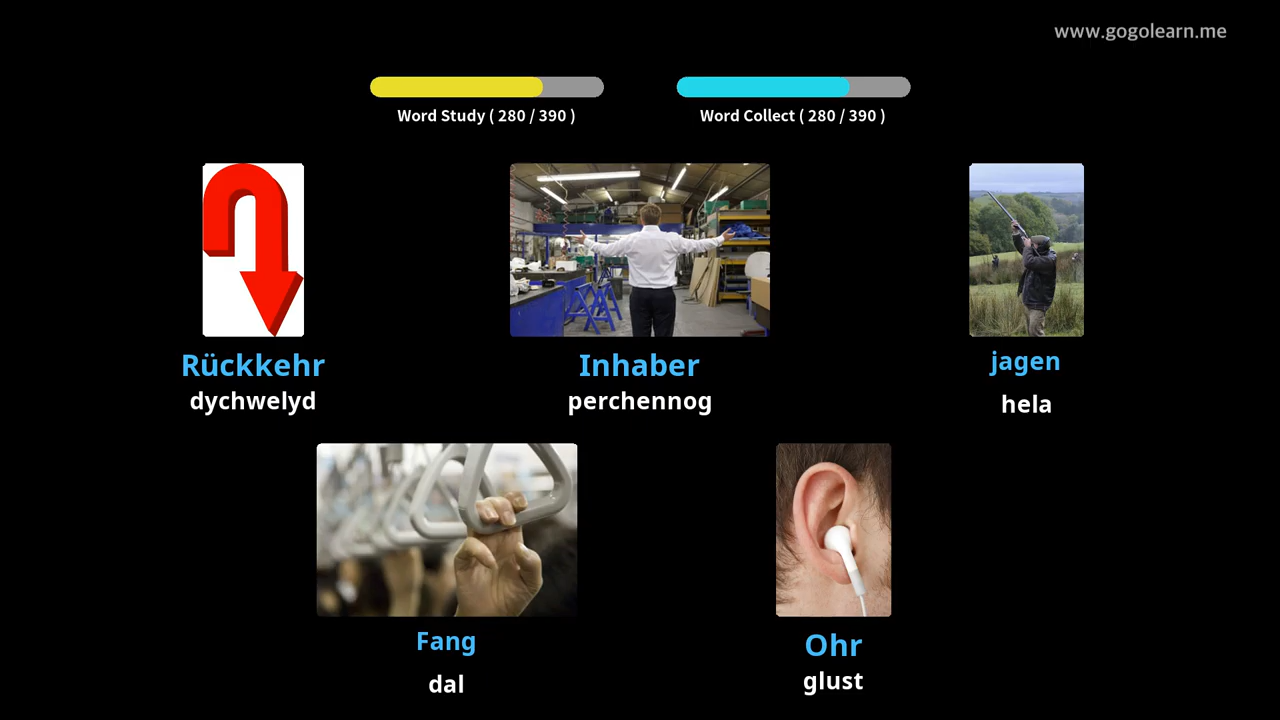 www.gogolearn.me
Word Study ( 280 / 390 )
Word Collect ( 280 / 390 )
Rückkehr
dychwelyd
Inhaber
perchennog
jagen
hela
Fang
dal
Ohr
glust